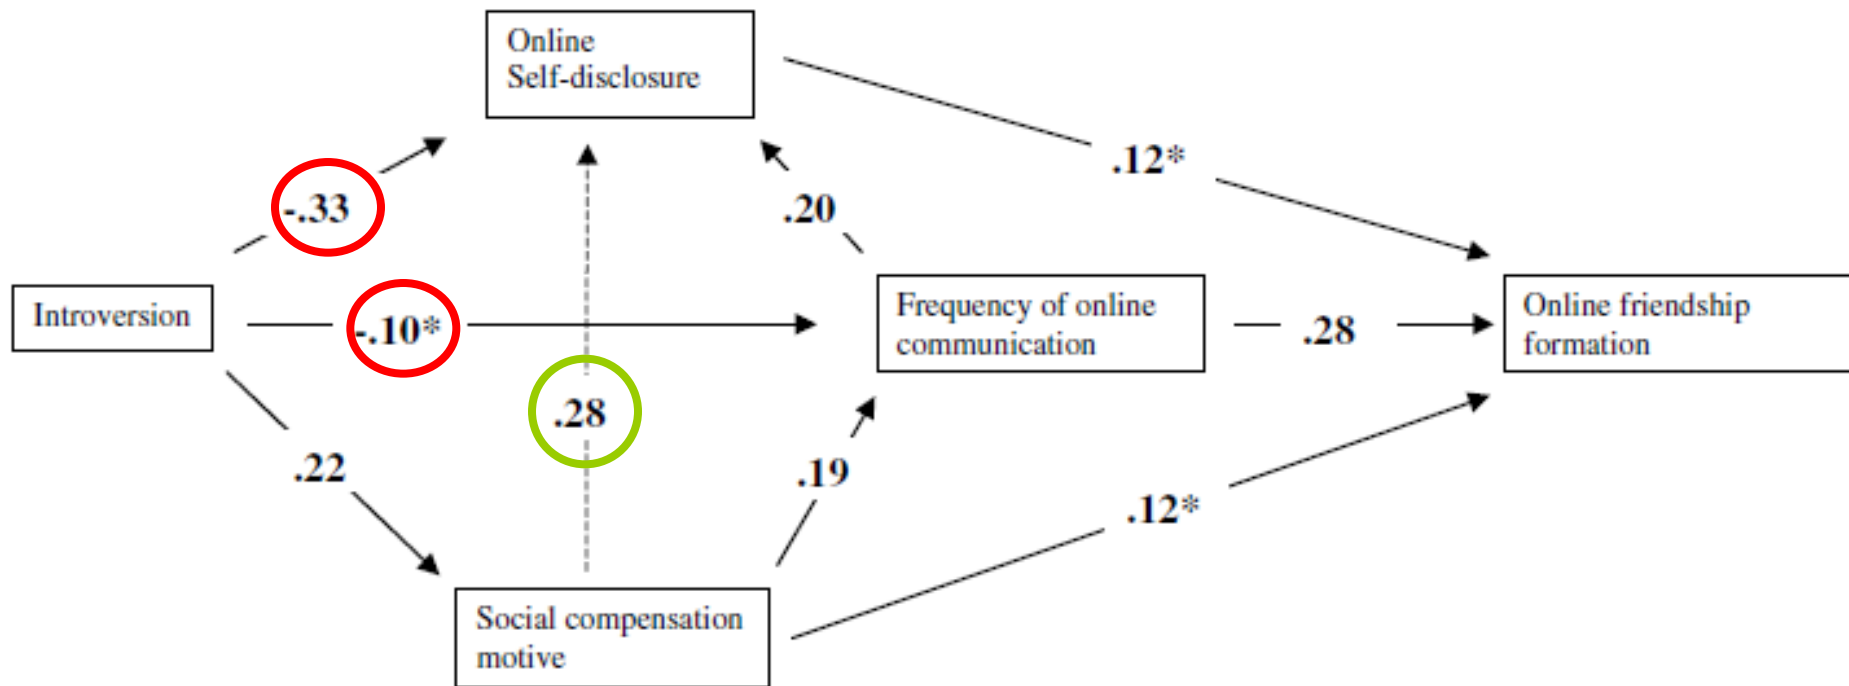 Online
Self-disclosure
.12*
-.33
.20
Introversion
-.10*
Frequency of online
communication
.28
Online friendship
formation
.28
.22
.19
.12*
Social compensation
motive